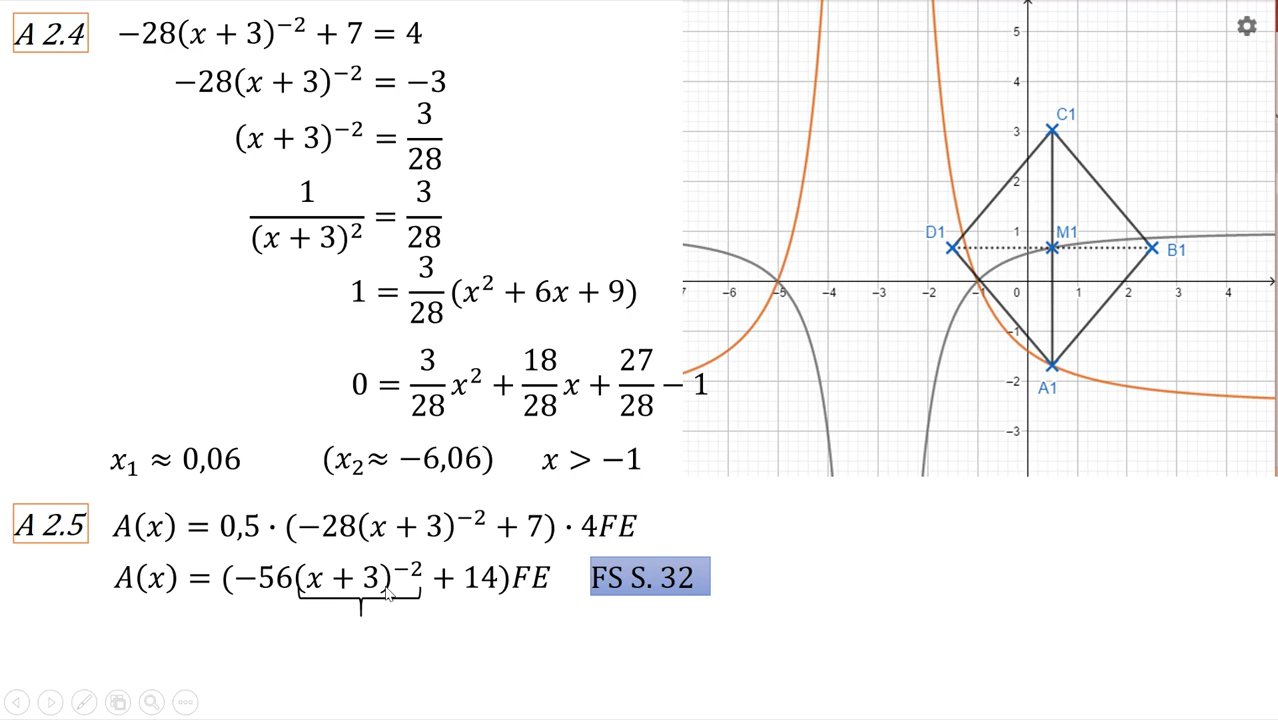 A 2.4 −28(x + 3)⁻² + 7 = 4
−28(x + 3)⁻² = −3
(x + 3)⁻² = 3/28
1/(x + 3)² = 3/28
1 = 3/28 (x² + 6x + 9)
0 = 3/28 x² + 18/28 x + 27/28 − 1
x₁ ≈ 0,06 (x₂ ≈ −6,06) x > −1
A 2.5 A(x) = 0,5 · (−28(x + 3)⁻² + 7) · 4FE
A(x) = (−56(x + 3)⁻² + 14)FE FS S. 32
5
4
C1
3
2
D1 1 M1 B1
7 −6 −5 −4 −3 −2 −1 0 1 2 3 4
−1
−2 A1
−3